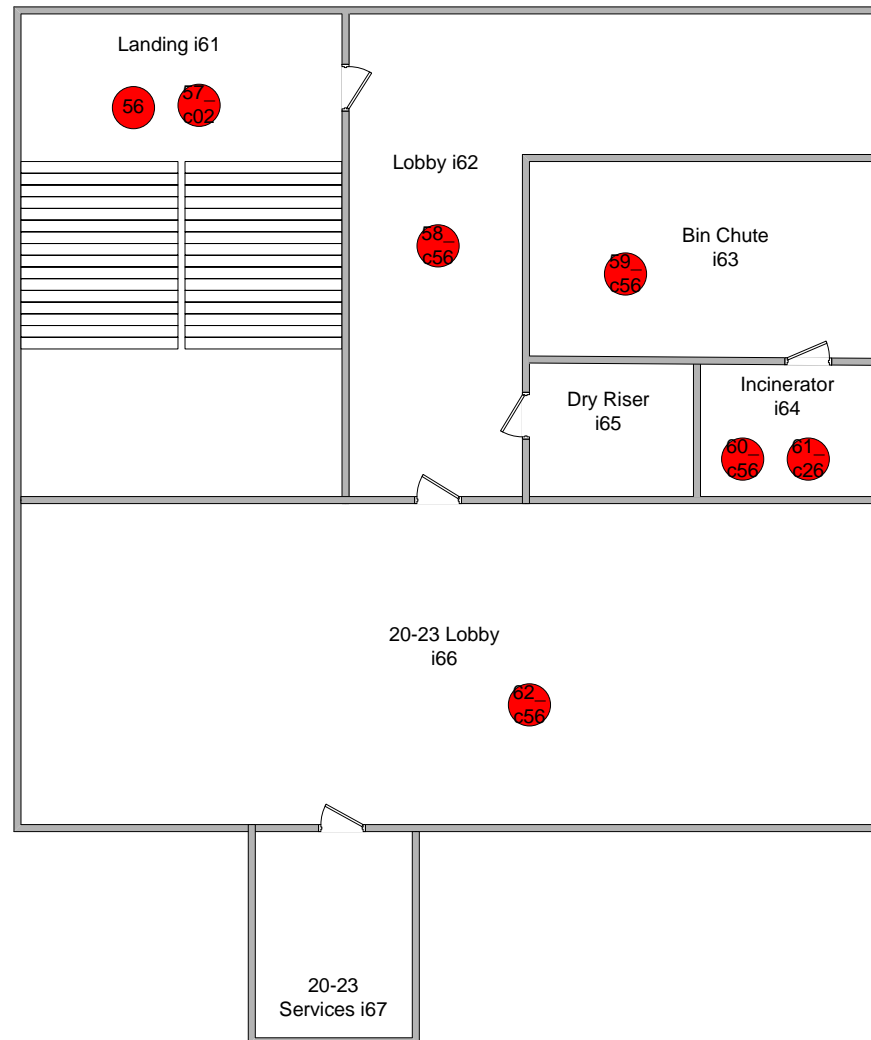 Landing i61
56
57_
c02
Lobby i62
58_
c56
Bin Chute
i63
59_
c56
Incinerator
i64
Dry Riser
i65
60_
c56
61_
c26
20-23 Lobby
i66
62_
c56
20-23
Services i67